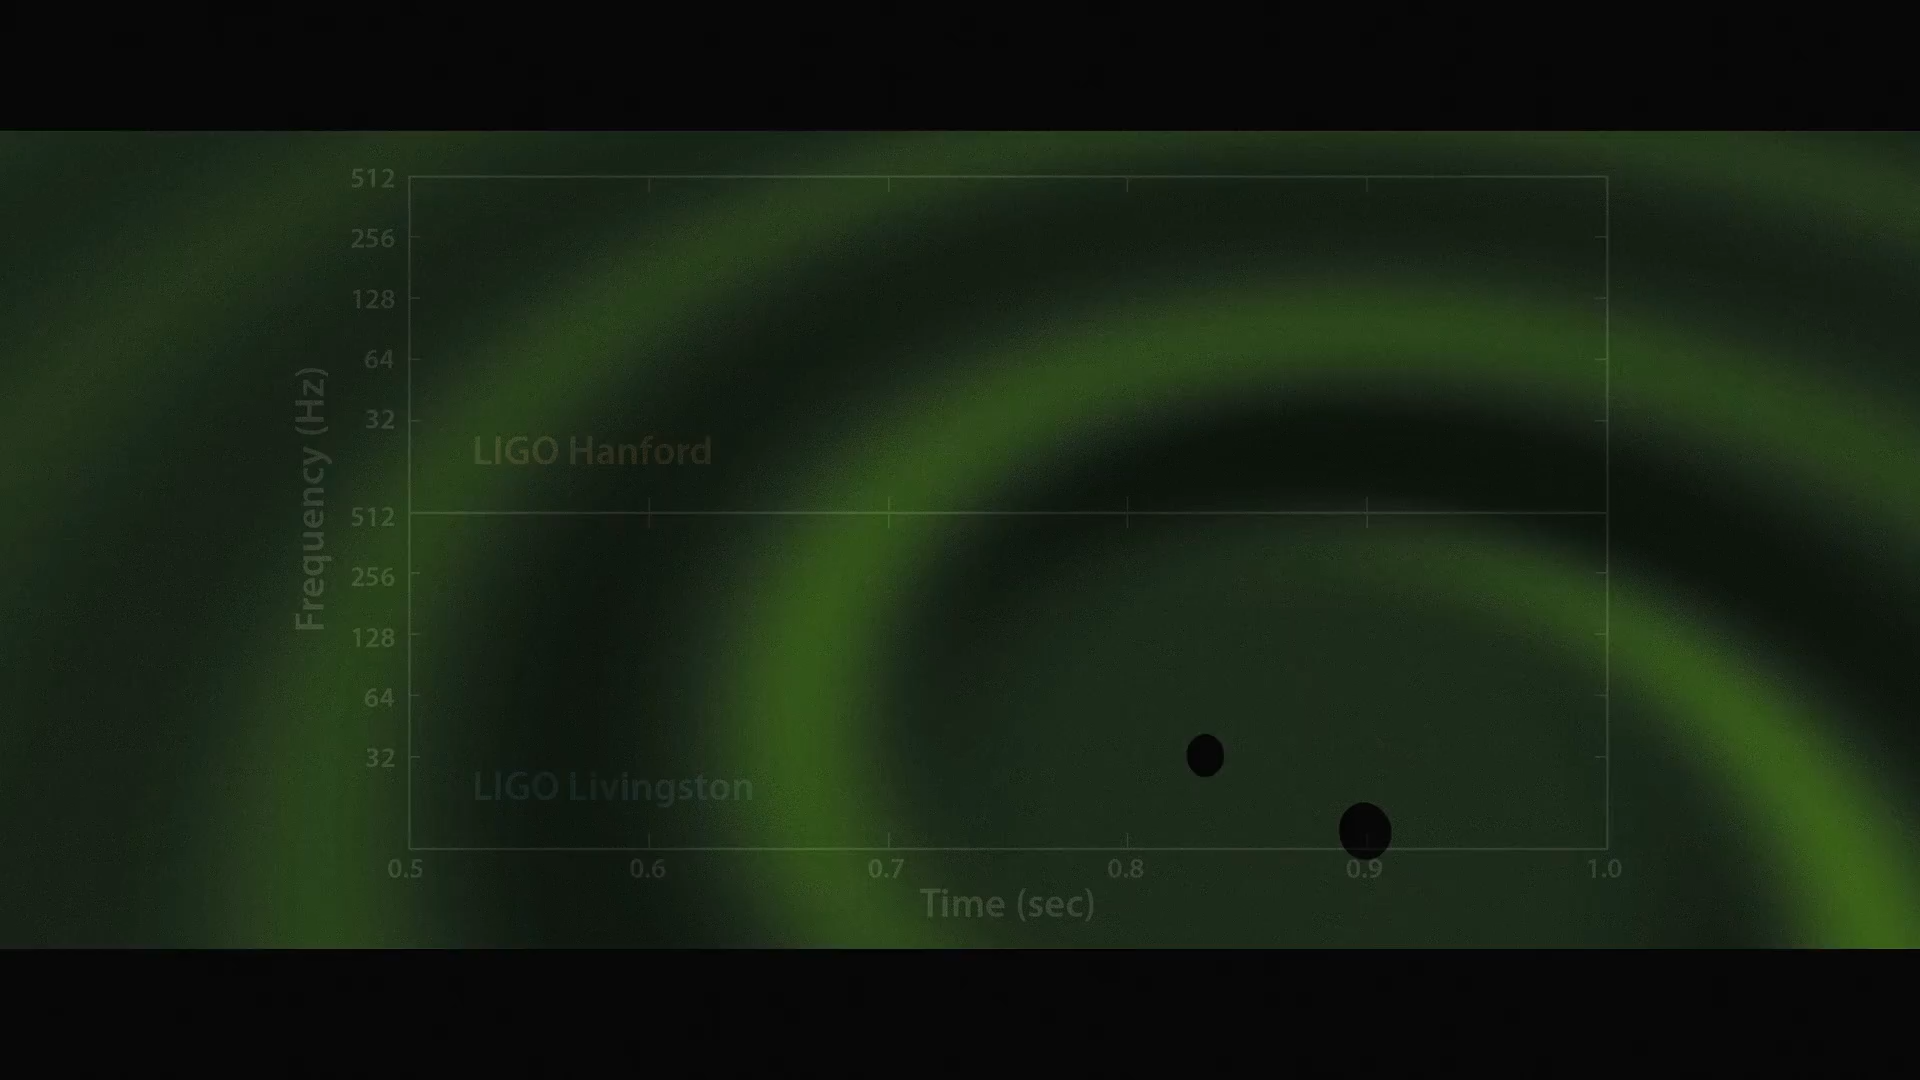 Frequency (Hz)
512
256
128
64
32
LIGO Hanford
512
256
128
64
32
LIGO Livingston
0.5 0.6 0.7 0.8 0.9 1.0
Time (sec)